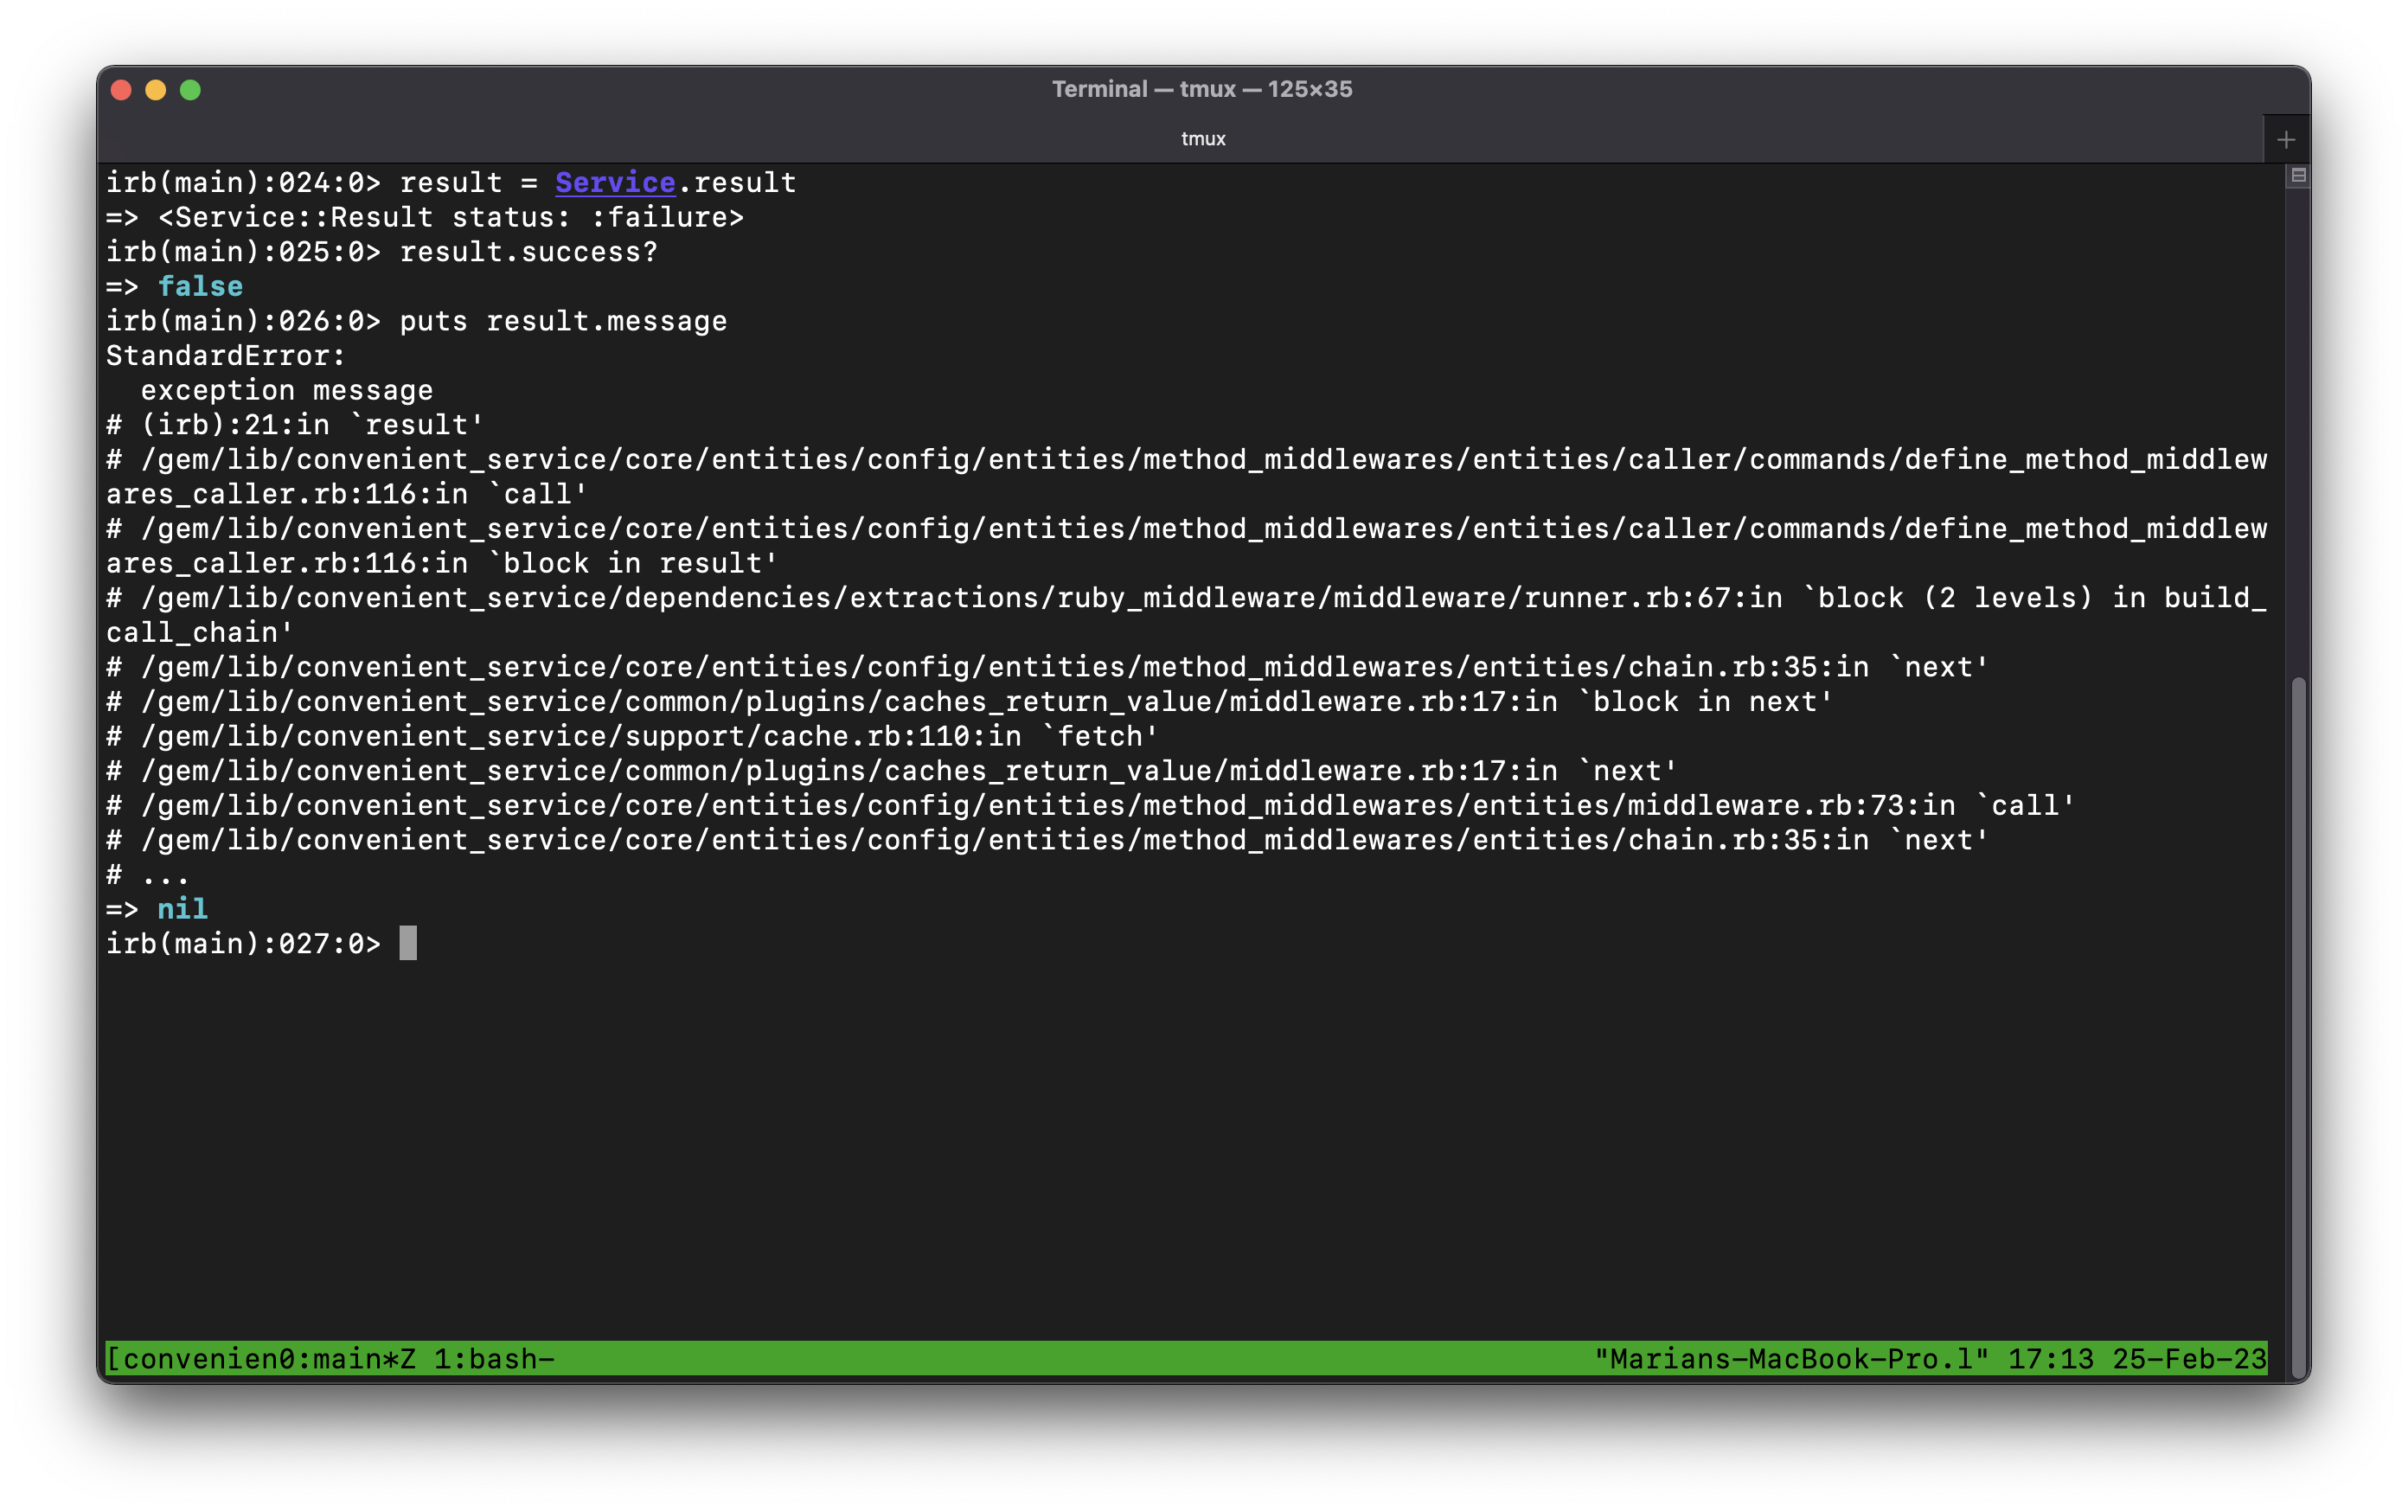 Terminal — tmux — 125×35
tmux
+
irb(main):024:0> result = Service.result
=> <Service::Result status: :failure>
irb(main):025:0> result.success?
=> false
irb(main):026:0> puts result.message
StandardError:
  exception message
# (irb):21:in `result'
# /gem/lib/convenient_service/core/entities/config/entities/method_middlewares/entities/caller/commands/define_method_middlew
ares_caller.rb:116:in `call'
# /gem/lib/convenient_service/core/entities/config/entities/method_middlewares/entities/caller/commands/define_method_middlew
ares_caller.rb:116:in `block in result'
# /gem/lib/convenient_service/dependencies/extractions/ruby_middleware/middleware/runner.rb:67:in `block (2 levels) in build_
call_chain'
# /gem/lib/convenient_service/core/entities/config/entities/method_middlewares/entities/chain.rb:35:in `next'
# /gem/lib/convenient_service/common/plugins/caches_return_value/middleware.rb:17:in `block in next'
# /gem/lib/convenient_service/support/cache.rb:110:in `fetch'
# /gem/lib/convenient_service/common/plugins/caches_return_value/middleware.rb:17:in `next'
# /gem/lib/convenient_service/core/entities/config/entities/method_middlewares/entities/middleware.rb:73:in `call'
# /gem/lib/convenient_service/core/entities/config/entities/method_middlewares/entities/chain.rb:35:in `next'
# ...
=> nil
irb(main):027:0>
[convenien0:main*Z 1:bash- "Marians-MacBook-Pro.l" 17:13 25-Feb-23